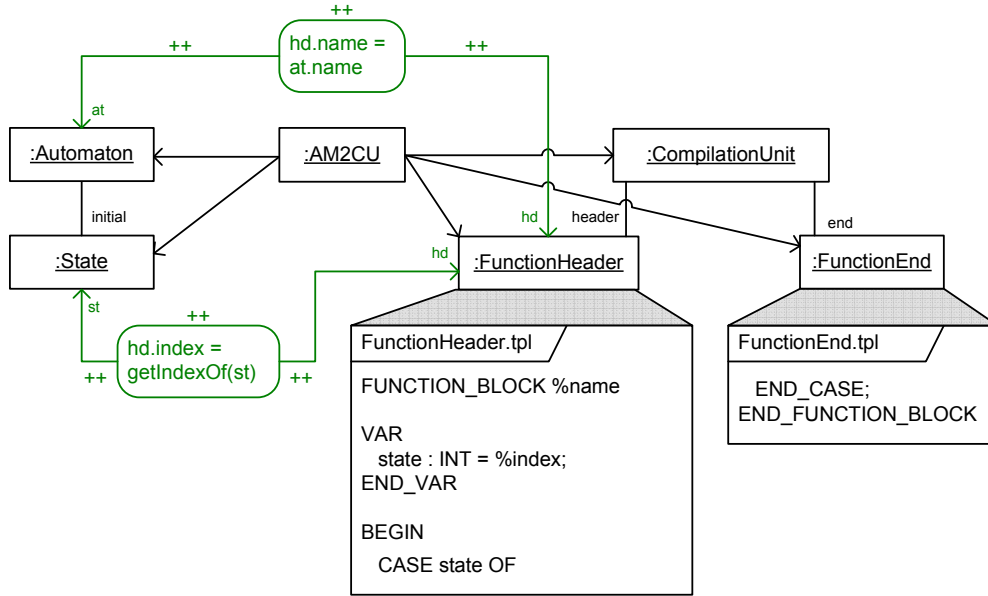 ++
++
hd.name =
++
at.name
at
:Automaton
:AM2CU
:CompilationUnit
initial
hd
header
end
:State
hd
:FunctionHeader
:FunctionEnd
st
++
hd.index =
getIndexOf(st)
++
++
FunctionHeader.tpl
FUNCTION_BLOCK %name
VAR
state : INT = %index;
END_VAR
BEGIN
CASE state OF
FunctionEnd.tpl
END_CASE;
END_FUNCTION_BLOCK